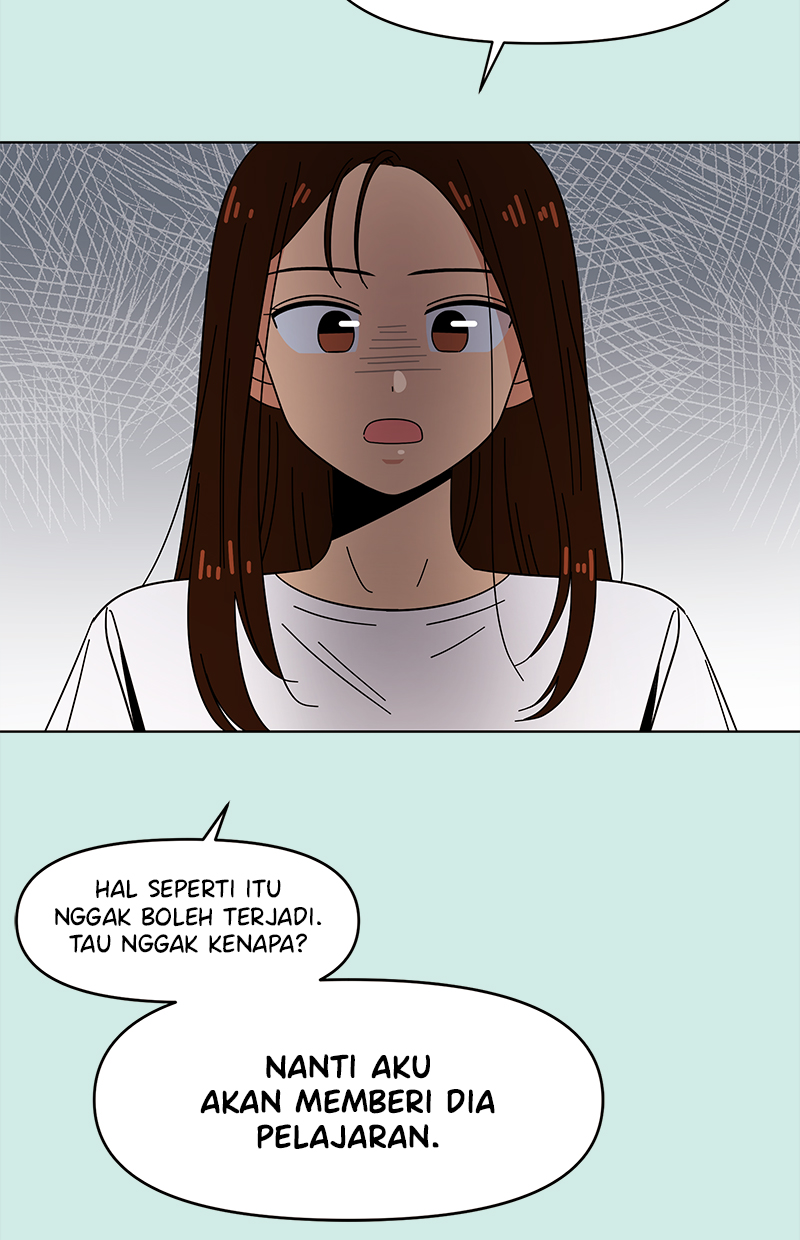 HAL SEPERTI ITU
NGGAK BOLEH TERJADI.
TAU NGGAK KENAPA?
NANTI AKU
AKAN MEMBERI DIA
PELAJARAN.